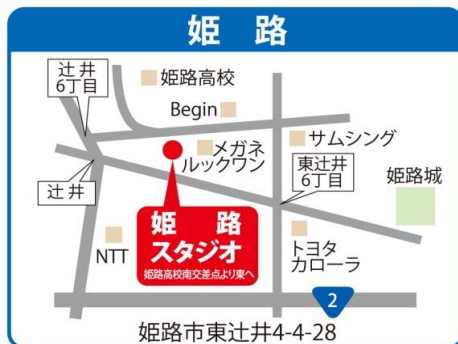 姫路
辻井
6丁目
姫路高校
Begin
メガネ
ルックワン
サムシング
東辻井
6丁目
姫路城
辻井
姫路
スタジオ
姫路高校南交差点より東へ
NTT
トヨタ
カローラ
2
姫路市東辻井4-4-28